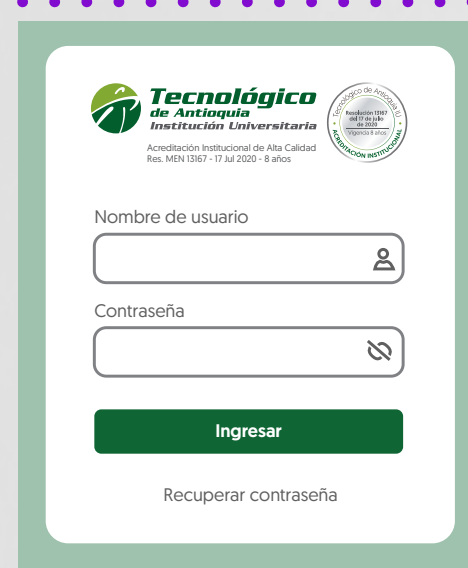 Tecnológico
de Antioquia
Institución Universitaria
Acreditación Institucional de Alta Calidad
Res. MEN 13167 - 17 Jul 2020 - 8 años
Tecnológico de Antioquia IU
Resolución 13167
del 17 de julio
de 2020
Vigencia 8 años
ACREDITACIÓN INSTITUCIONAL
Nombre de usuario
Contraseña
Ingresar
Recuperar contraseña